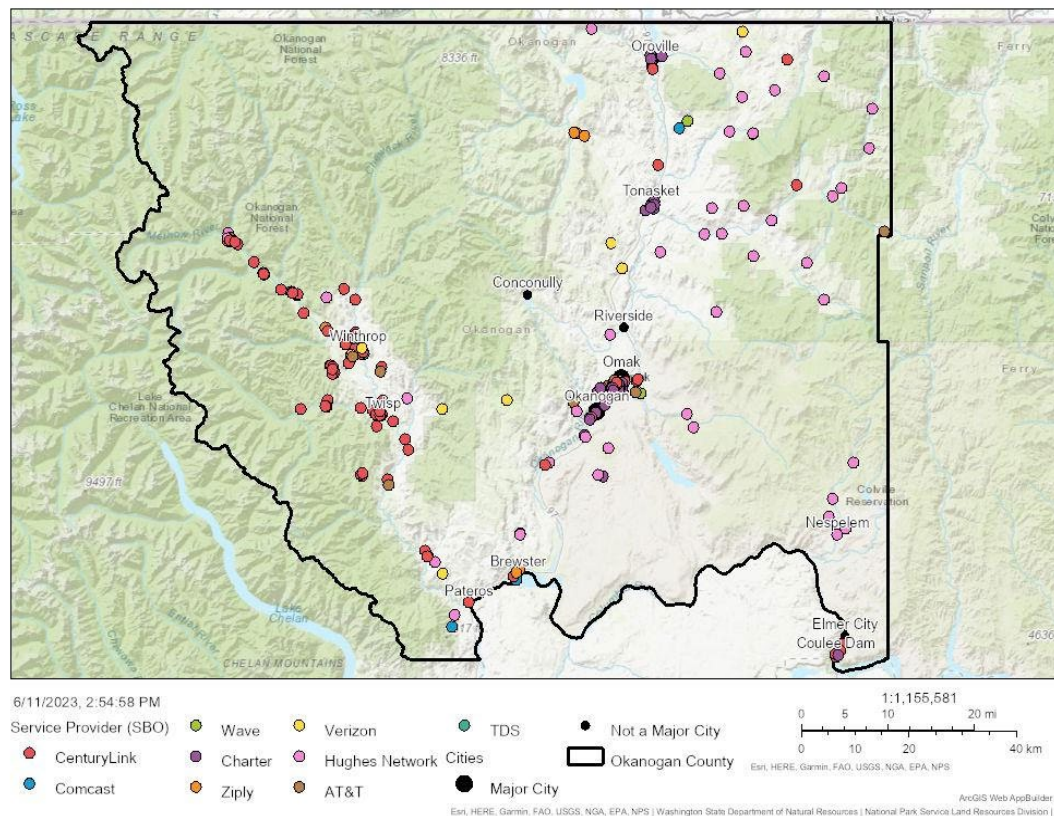 ASCADE RANGE
Okanogan
National
Forest
Okanogan
8336 ft
Oroville
Ferry
Ross
Lake
Tonasket
Okanogan
National
Forest
Conconully
Riverside
Okanogan
Winthrop
Omak
Okanogan
Twisp
Lake
Chelan National
Recreation Area
9497 ft
97
Colville
Reservation
Nespelem
Brewster
Pateros
Lake
Chelan
Elmer City
Coulee Dam
CHELAN MOUNTAINS
6/11/2023, 2:54:58 PM
1:1,155,581
0 5 10 20 mi
0 10 20 40 km
Service Provider (SBO)
CenturyLink
Comcast
Wave
Charter
Ziply
Verizon
Hughes Network
AT&T
TDS
Cities
Major City
Not a Major City
Okanogan County
Esri, HERE, Garmin, FAO, USGS, NGA, EPA, NPS
ArcGIS Web AppBuilder
Esri, HERE, Garmin, FAO, USGS, NGA, EPA, NPS | Washington State Department of Natural Resources | National Park Service Land Resources Division |